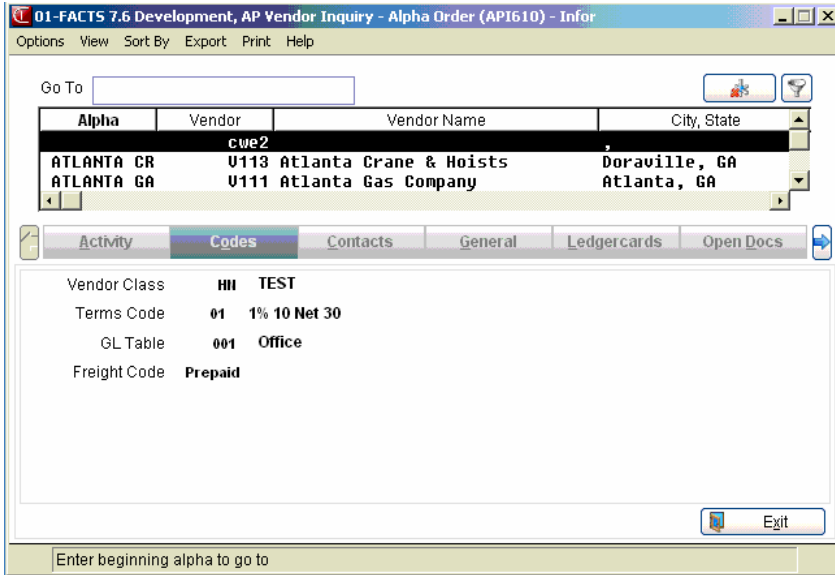 01-FACTS 7.6 Development, AP Vendor Inquiry - Alpha Order (API610) - Infor
Options View Sort By Export Print Help
Go To
Alpha Vendor Vendor Name City, State
cwe2 ,
ATLANTA CR V113 Atlanta Crane & Hoists Doraville, GA
ATLANTA GA V111 Atlanta Gas Company Atlanta, GA
Activity Codes Contacts General Ledgercards Open Docs
Vendor Class HN TEST
Terms Code 01 1% 10 Net 30
GL Table 001 Office
Freight Code Prepaid
Exit
Enter beginning alpha to go to